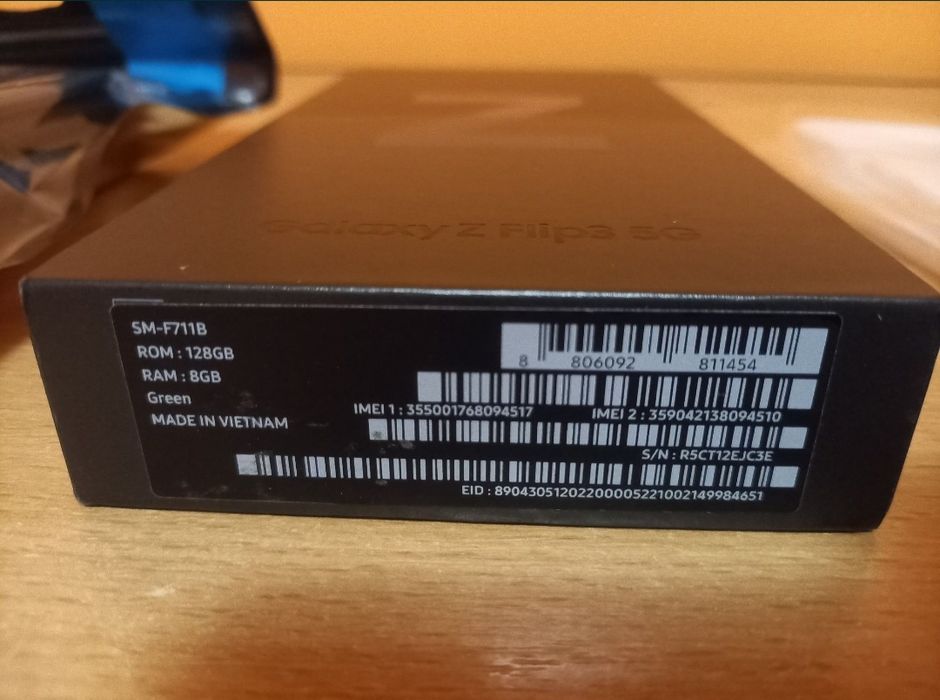 Z
Galaxy Z Flip3 5G
SM-F711B
ROM : 128GB
RAM : 8GB
Green
MADE IN VIETNAM
8 806092 811454
IMEI 1 : 355001768094517
IMEI 2 : 359042138094510
S/N : R5CT12EJC3E
EID : 89043051202200005221002149984651